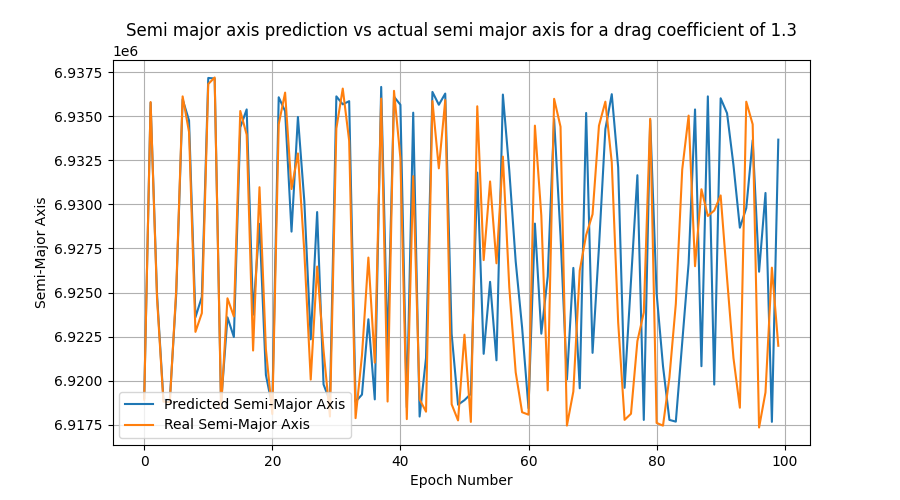 Semi major axis prediction vs actual semi major axis for a drag coefficient of 1.3
1e6
6.9375
6.9350
6.9325
6.9300
6.9275
6.9250
6.9225
6.9200
6.9175
Semi-Major Axis
Predicted Semi-Major Axis
Real Semi-Major Axis
0 20 40 60 80 100
Epoch Number